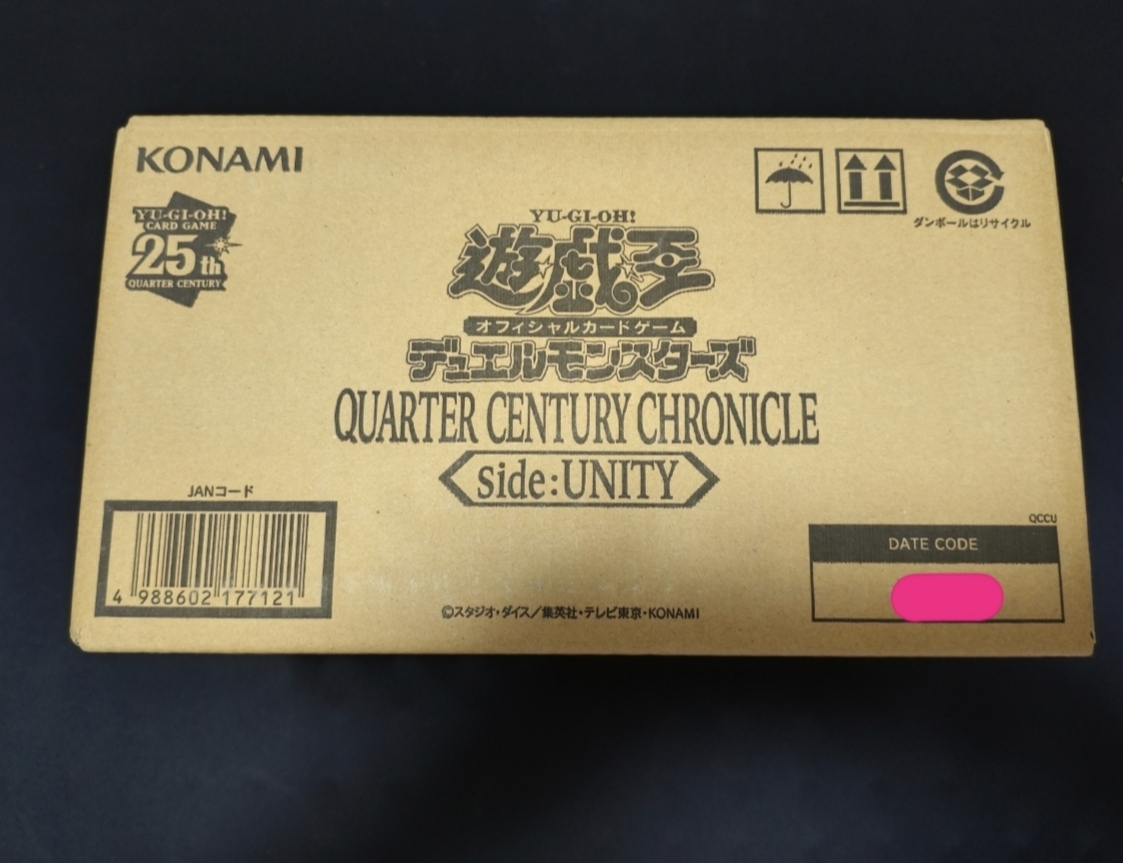 KONAMI
YU-GI-OH!
CARD GAME
25th
QUARTER CENTURY
ダンボールはリサイクル
YU-GI-OH!
遊戯王
オフィシャルカードゲーム
デュエルモンスターズ
QUARTER CENTURY CHRONICLE
side:UNITY
JANコード
4 988602 177121
QCCU
DATE CODE
©スタジオ・ダイス／集英社・テレビ東京・KONAMI